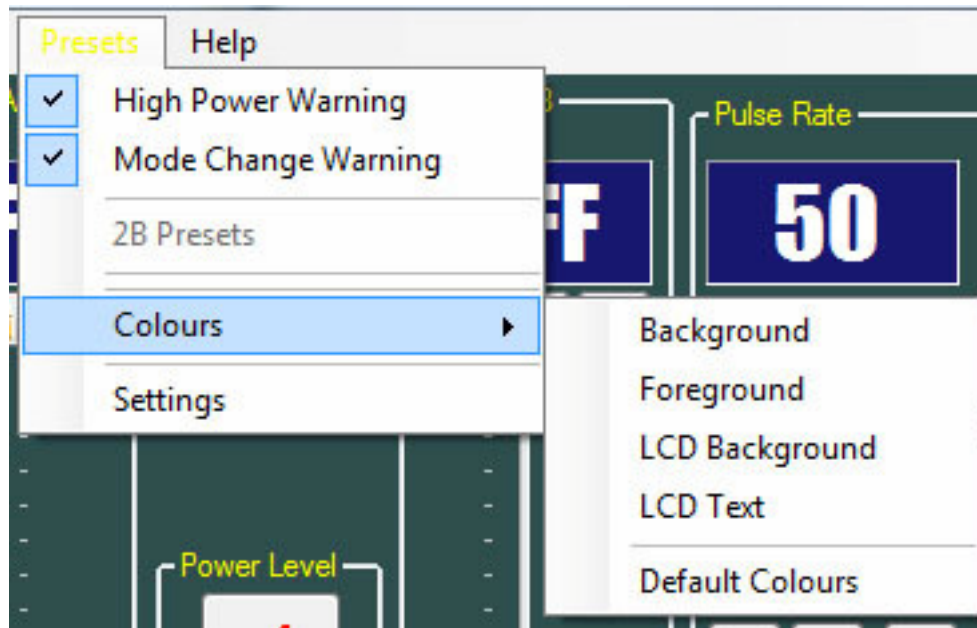 Presets Help
High Power Warning
Mode Change Warning
2B Presets
Colours
Settings
Pulse Rate
50
Background
Foreground
LCD Background
LCD Text
Default Colours
Power Level